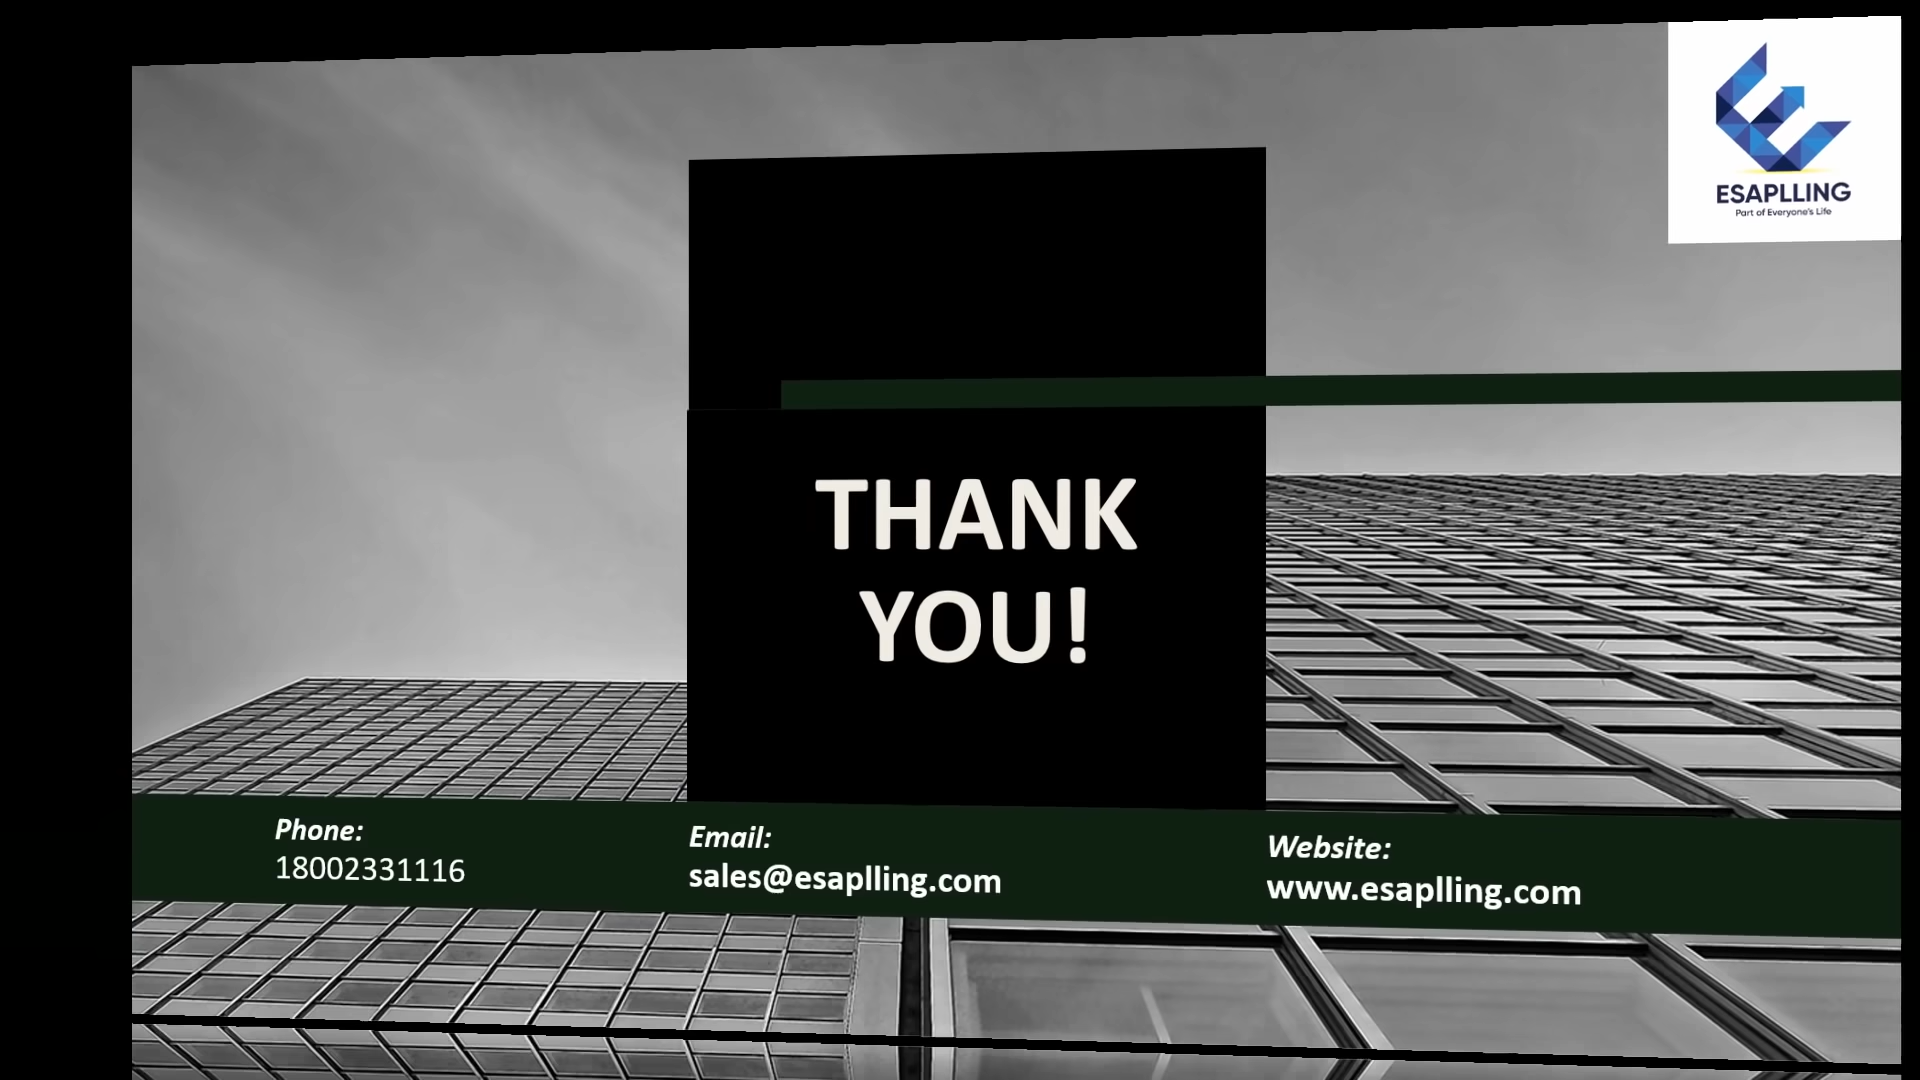 ESAPLLING
Part of Everyone's Life
THANK
YOU!
Phone:
18002331116
Email:
sales@esaplling.com
Website:
www.esaplling.com